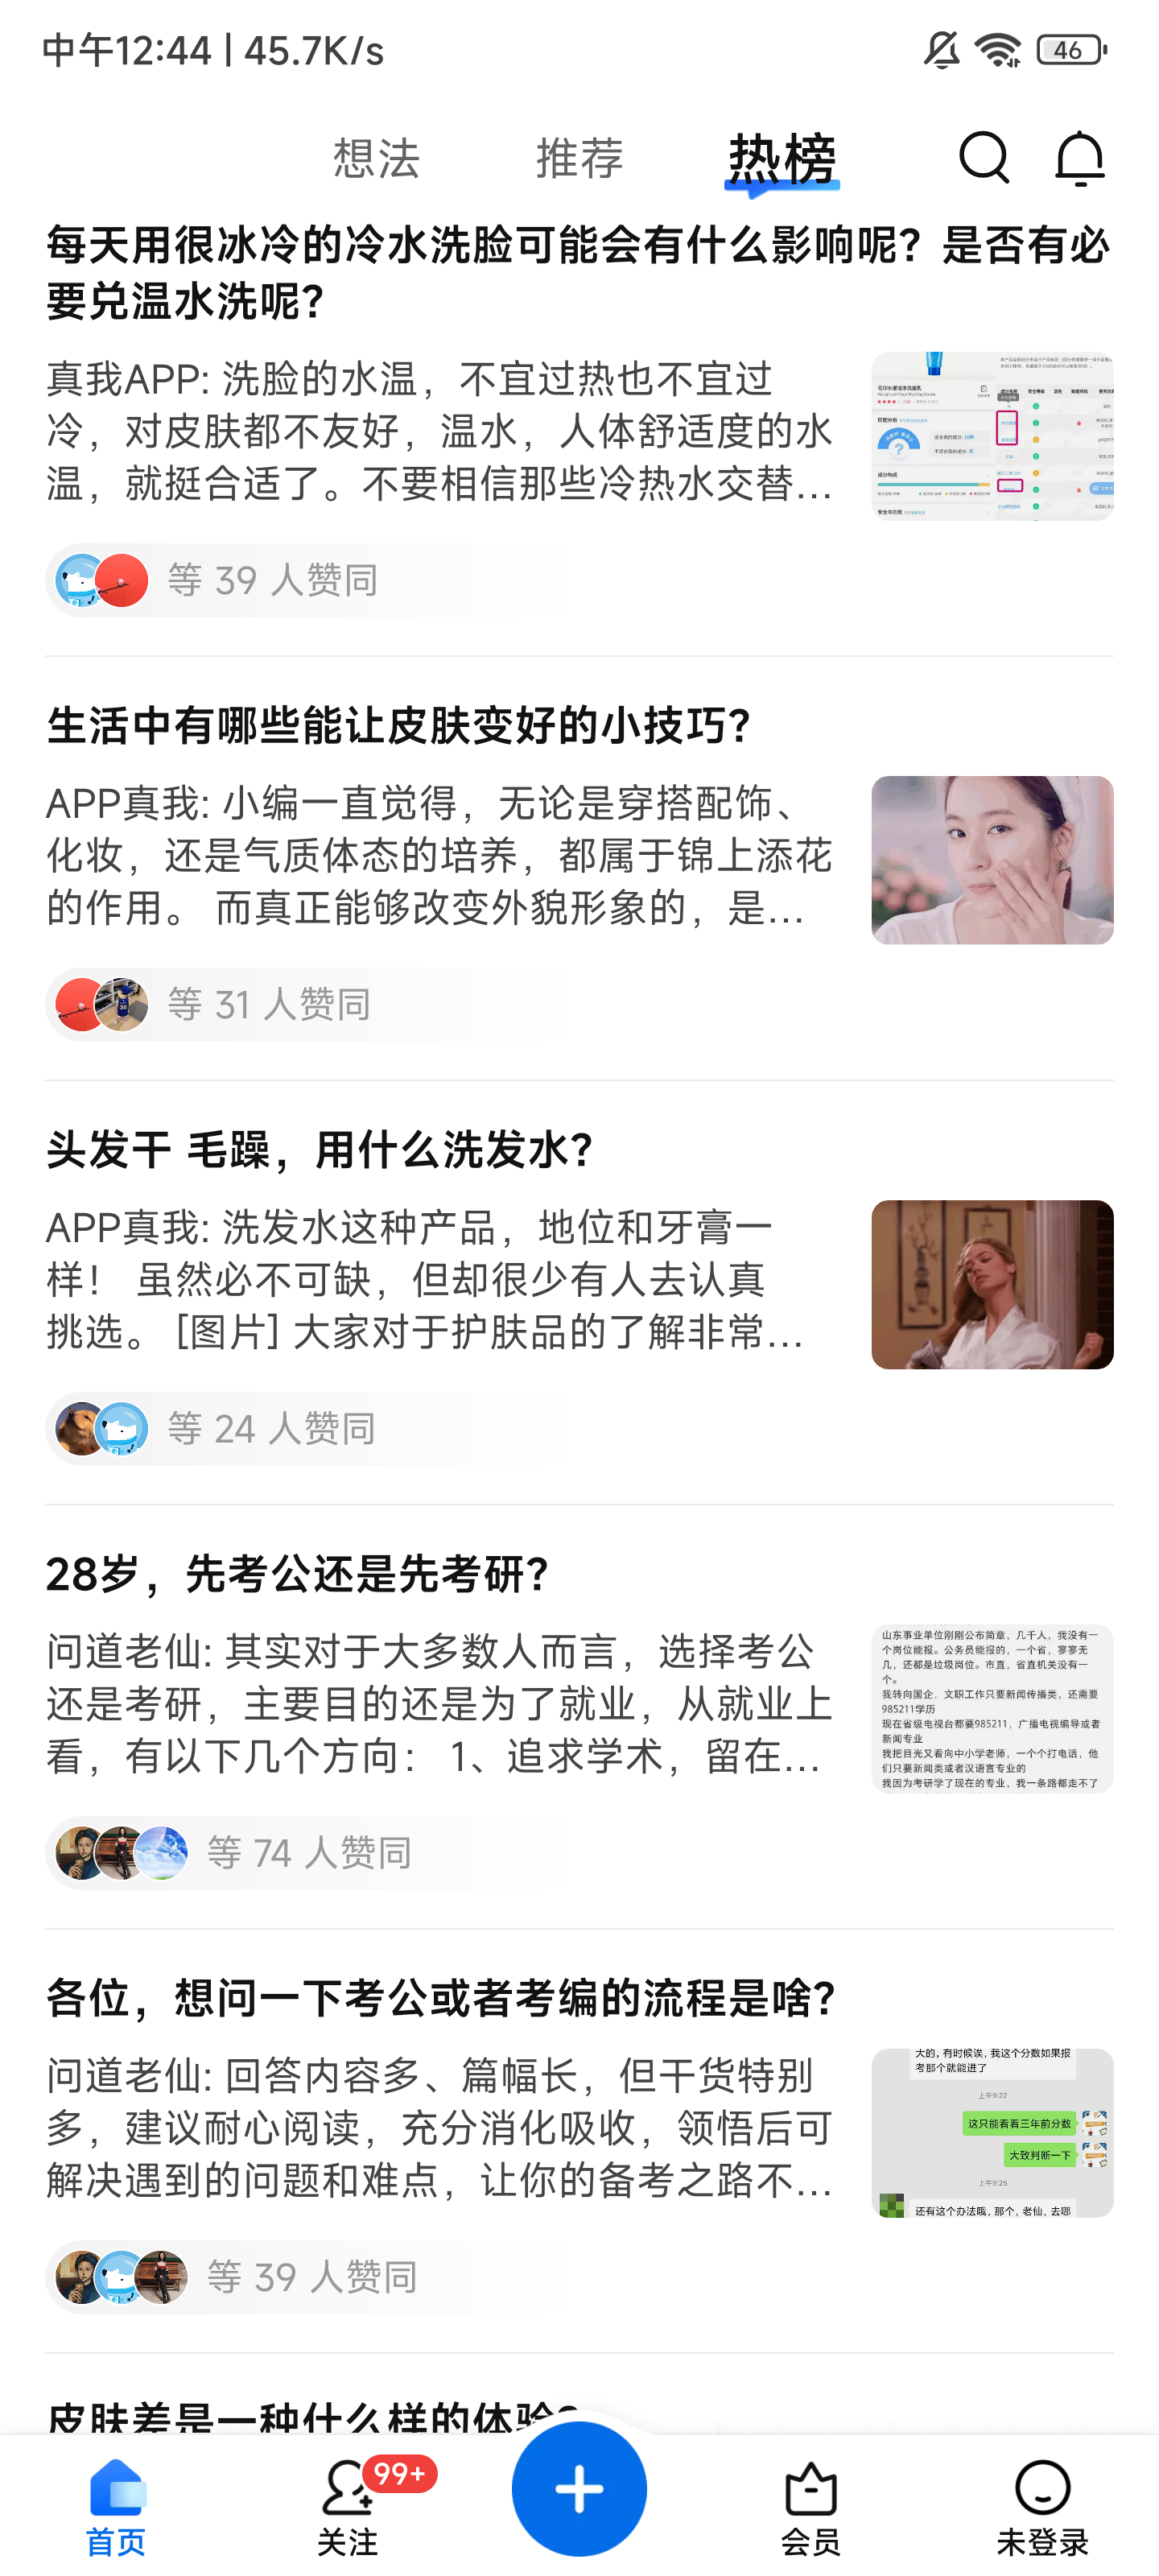 中午12:44 | 45.7K/s
46
想法 推荐 热榜
每天用很冰冷的冷水洗脸可能会有什么影响呢？是否有必
要兑温水洗呢？
真我APP: 洗脸的水温，不宜过热也不宜过
冷，对皮肤都不友好，温水，人体舒适度的水
温，就挺合适了。不要相信那些冷热水交替...
等 39 人赞同
生活中有哪些能让皮肤变好的小技巧？
APP真我: 小编一直觉得，无论是穿搭配饰、
化妆，还是气质体态的培养，都属于锦上添花
的作用。 而真正能够改变外貌形象的，是...
等 31 人赞同
头发干 毛躁，用什么洗发水？
APP真我: 洗发水这种产品，地位和牙膏一
样！ 虽然必不可缺，但却很少有人去认真
挑选。 [图片] 大家对于护肤品的了解非常...
等 24 人赞同
28岁，先考公还是先考研？
问道老仙: 其实对于大多数人而言，选择考公
还是考研，主要目的还是为了就业，从就业上
看，有以下几个方向： 1、追求学术，留在...
山东事业单位刚刚公布简章，几千人，我没有一
个岗位能报。公务员能报的，一个省，寥寥无
几，还都是垃圾岗位。市直，省直机关没有一
个。
我转向国企，文职工作只要新闻传播类，还需要
985211学历
现在省级电视台都要985211，广播电视编导或者
新闻专业
我把目光又看向中小学老师，一个个打电话，他
们只要新闻类或者汉语言专业的
我因为考研学了现在的专业，我一条路都走不了
等 74 人赞同
各位，想问一下考公或者考编的流程是啥？
问道老仙: 回答内容多、篇幅长，但干货特别
多，建议耐心阅读，充分消化吸收，领悟后可
解决遇到的问题和难点，让你的备考之路不...
大的，有时候诶，我这个分数如果报
考那个就能进了
上午9:22
这只能看看三年前分数
大致判断一下
上午9:25
还有这个办法哦，那个，老仙，去哪
等 39 人赞同
皮肤差是一种什么样的体验？
99+
首页 关注 会员 未登录